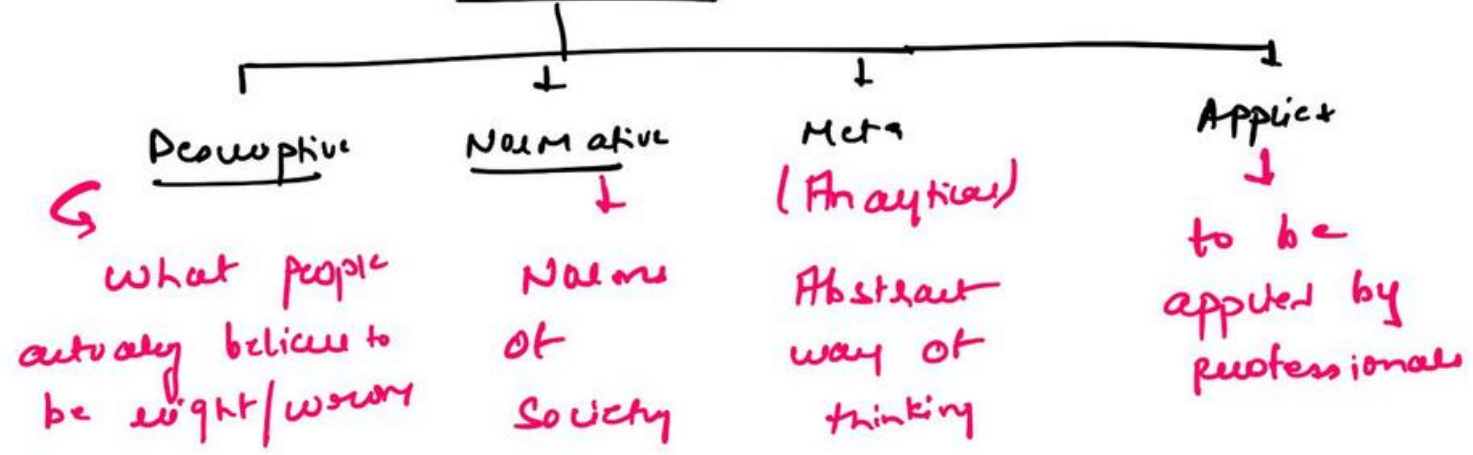 Descriptive
Normative
Meta
Applied
(Analytical)
what people
actually believe to
be right/wrong
Norms
of
Society
Abstract
way of
thinking
to be
applied by
professionals